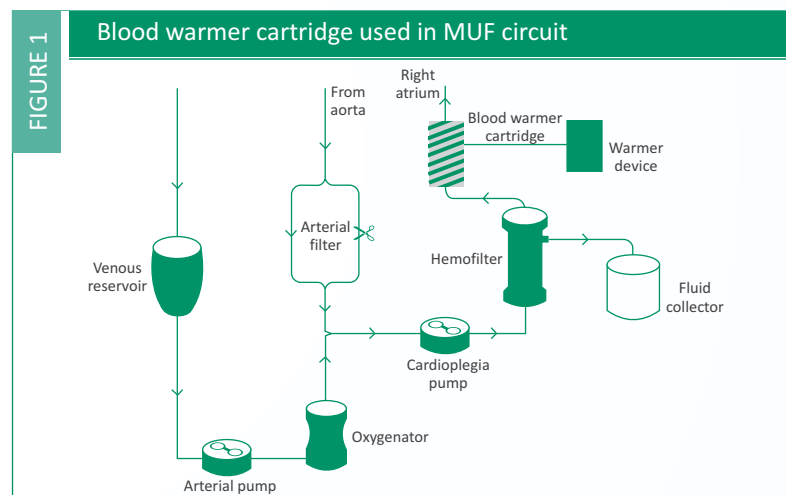 FIGURE 1
Blood warmer cartridge used in MUF circuit
From
aorta
Right
atrium
Blood warmer
cartridge
Warmer
device
Arterial
filter
Venous
reservoir
Hemofilter
Fluid
collector
Cardioplegia
pump
Oxygenator
Arterial pump